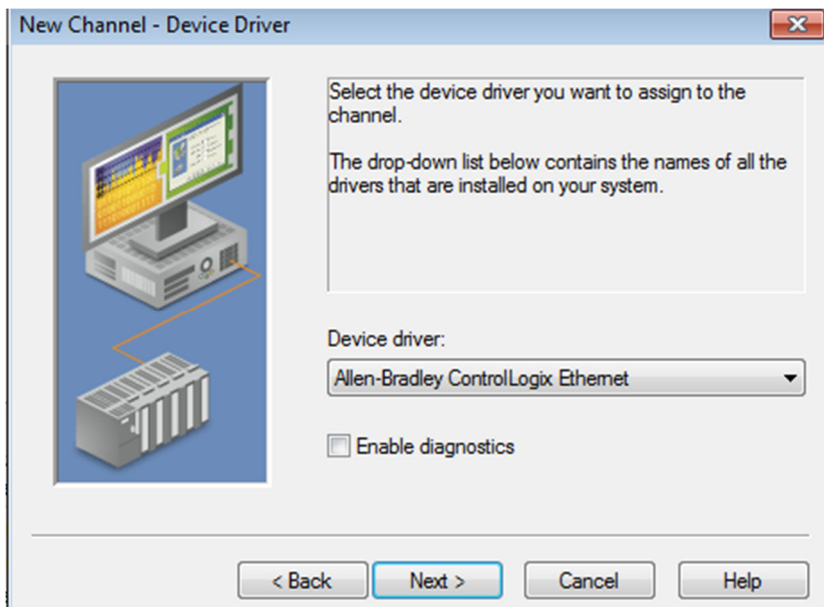 New Channel - Device Driver
Select the device driver you want to assign to the
channel.
The drop-down list below contains the names of all the
drivers that are installed on your system.
Device driver:
Allen-Bradley ControlLogix Ethernet
Enable diagnostics
< Back Next > Cancel Help